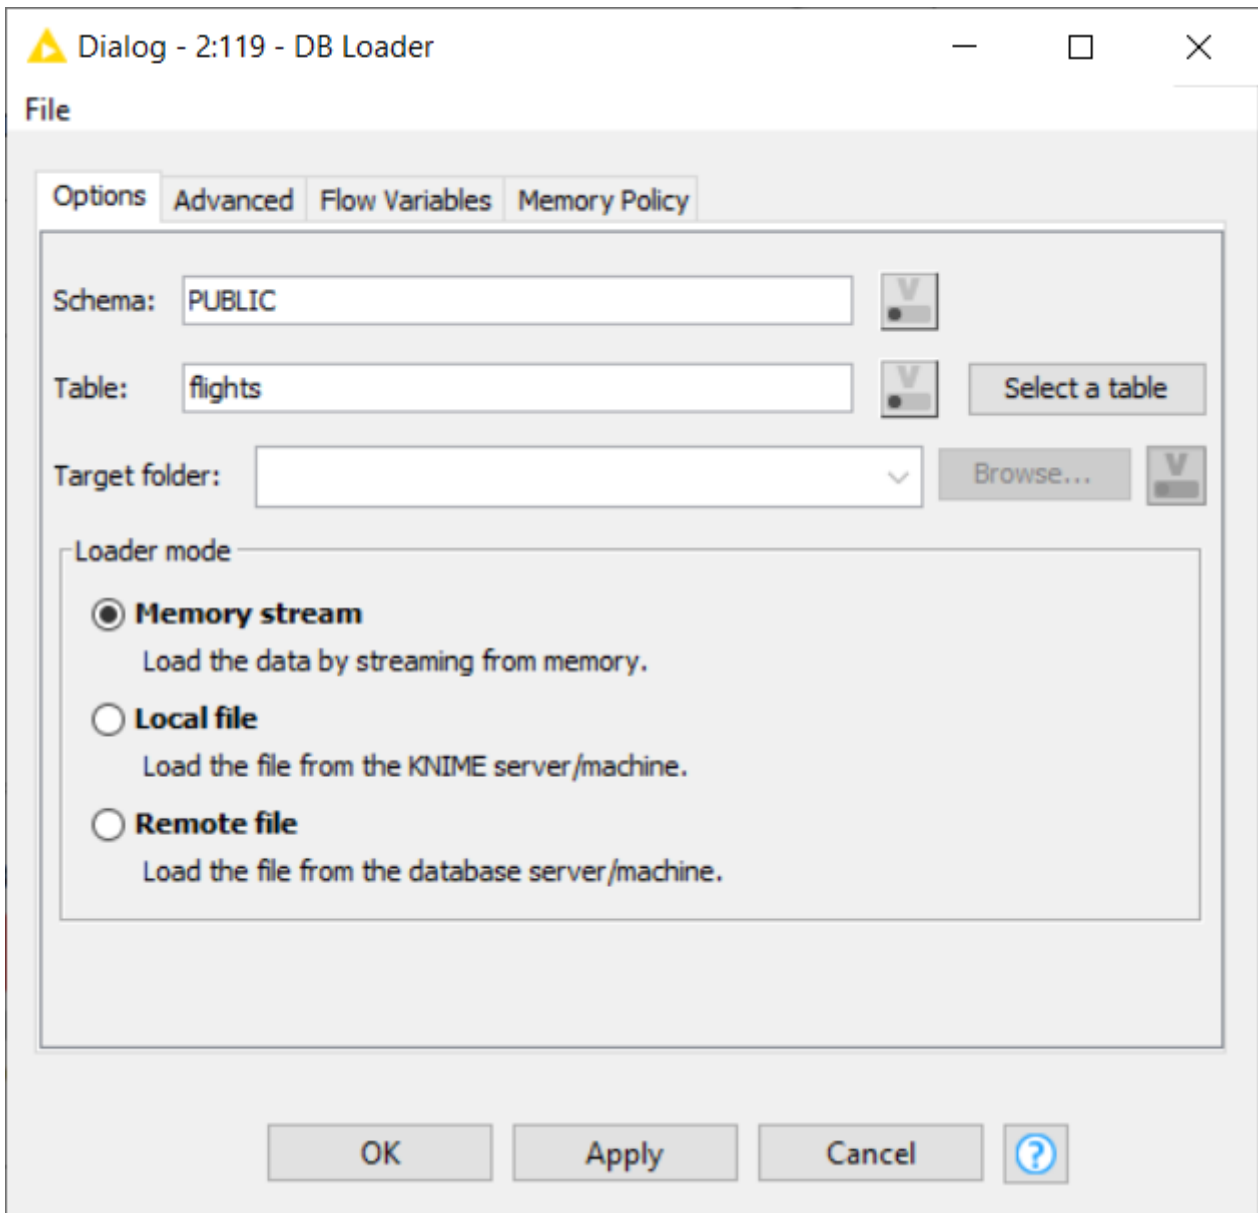 Dialog - 2:119 - DB Loader
File
Options Advanced Flow Variables Memory Policy
Schema: PUBLIC V
Table: flights V Select a table
Target folder: Browse... V
Loader mode
Memory stream
Load the data by streaming from memory.
Local file
Load the file from the KNIME server/machine.
Remote file
Load the file from the database server/machine.
OK Apply Cancel ?